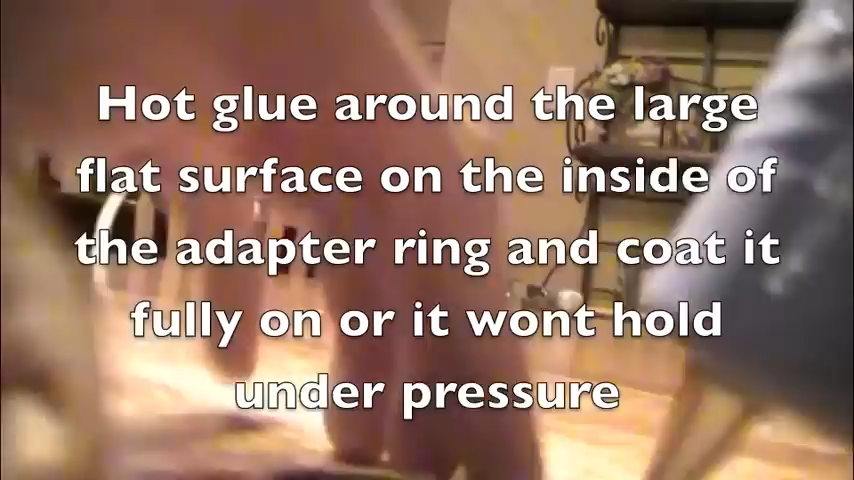 Hot glue around the large
flat surface on the inside of
the adapter ring and coat it
fully on or it wont hold
under pressure